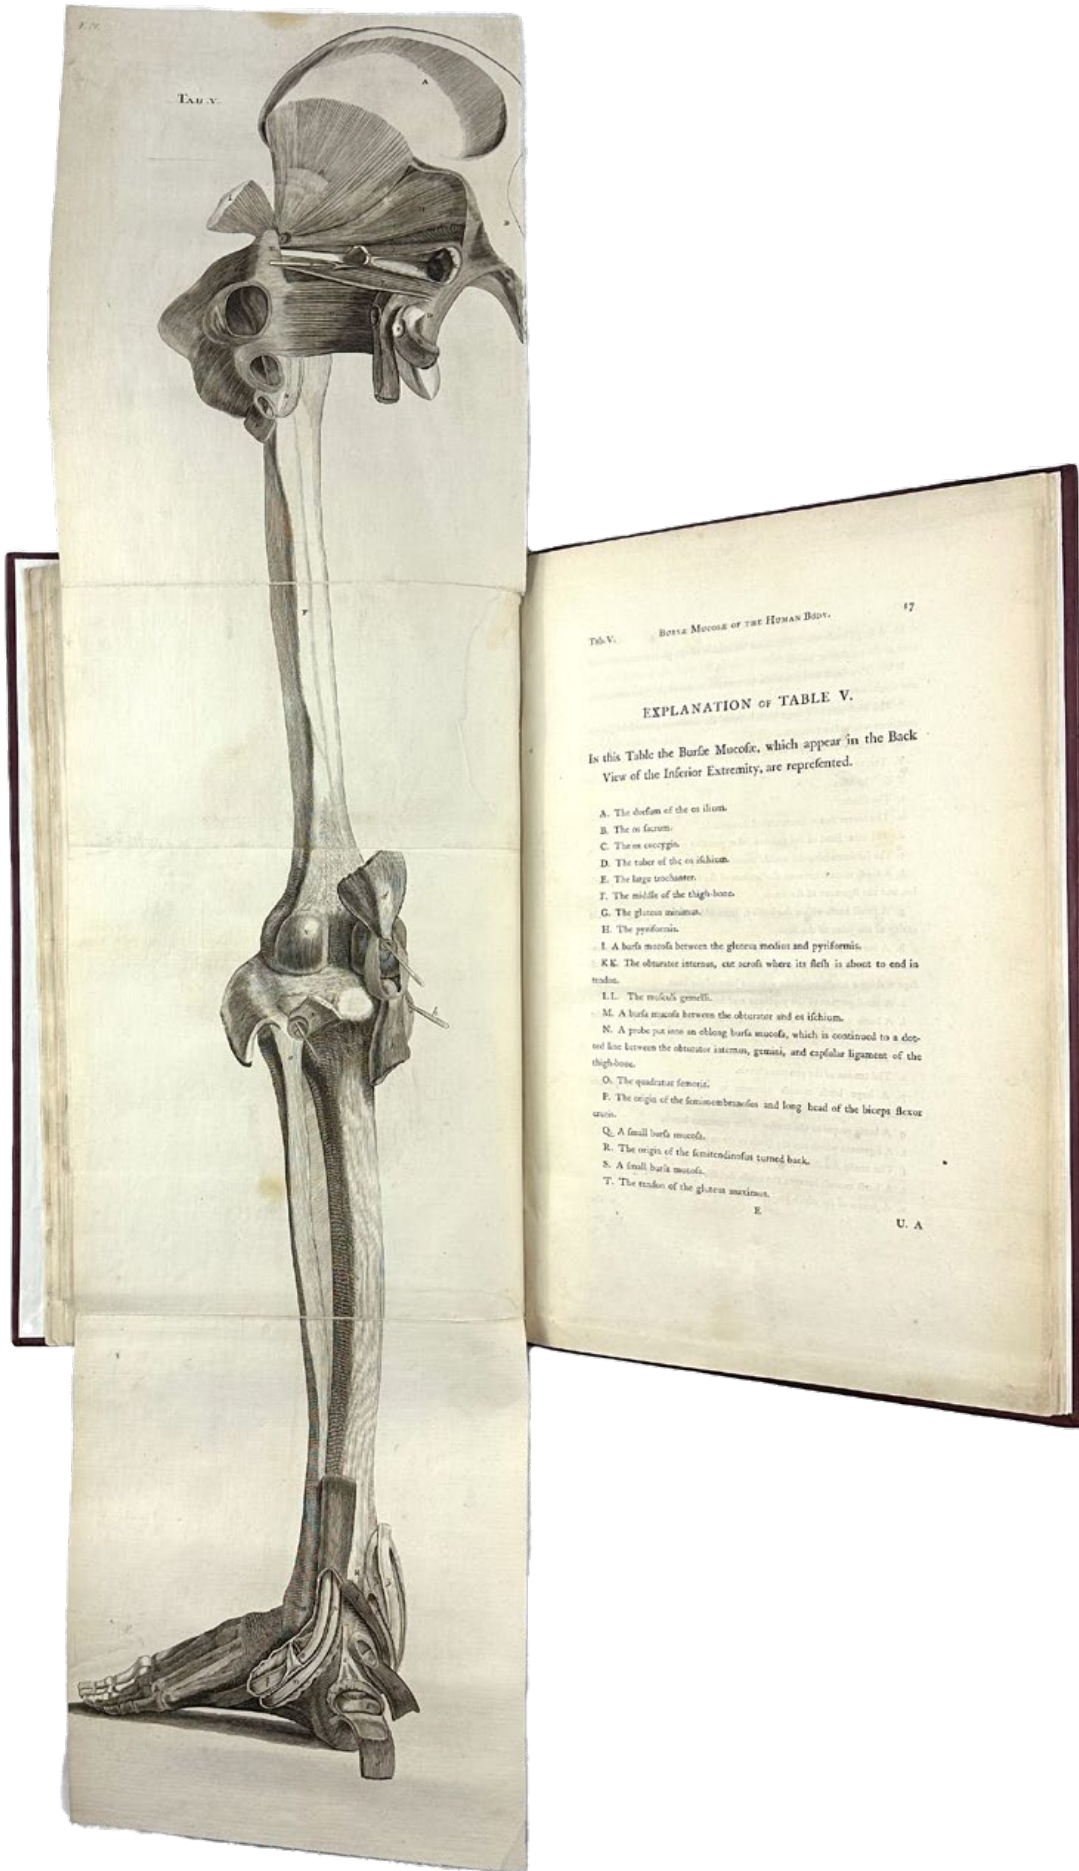 TAB. V.
Tab. V. BURSÆ MUCOSÆ OF THE HUMAN BODY. 17
EXPLANATION OF TABLE V.
IN this Table the Burſæ Mucoſæ, which appear in the Back
View of the Inferior Extremity, are repreſented.
A. The dorſum of the os ilium.
B. The os ſacrum.
C. The os coccygis.
D. The tuber of the os iſchium.
E. The large trochanter.
F. The middle of the thigh-bone.
G. The gluteus minimus.
H. The pyriformis.
I. A burſa mucoſa between the gluteus medius and pyriformis.
KK. The obturator internus, cut acroſs where its fleſh is about to end in
tendon.
LL. The muſculi gemelli.
M. A burſa mucoſa between the obturator and os iſchium.
N. A probe put into an oblong burſa mucoſa, which is continued to a dot-
ted line between the obturator internus, gemini, and capſular ligament of the
thigh-bone.
O. The quadratus femoris.
P. The origin of the ſemimembranoſus and long head of the biceps flexor
cruris.
Q. A ſmall burſa mucoſa.
R. The origin of the ſemitendinoſus turned back.
S. A ſmall burſa mucoſa.
T. The tendon of the gluteus maximus.
E
U. A
A
F